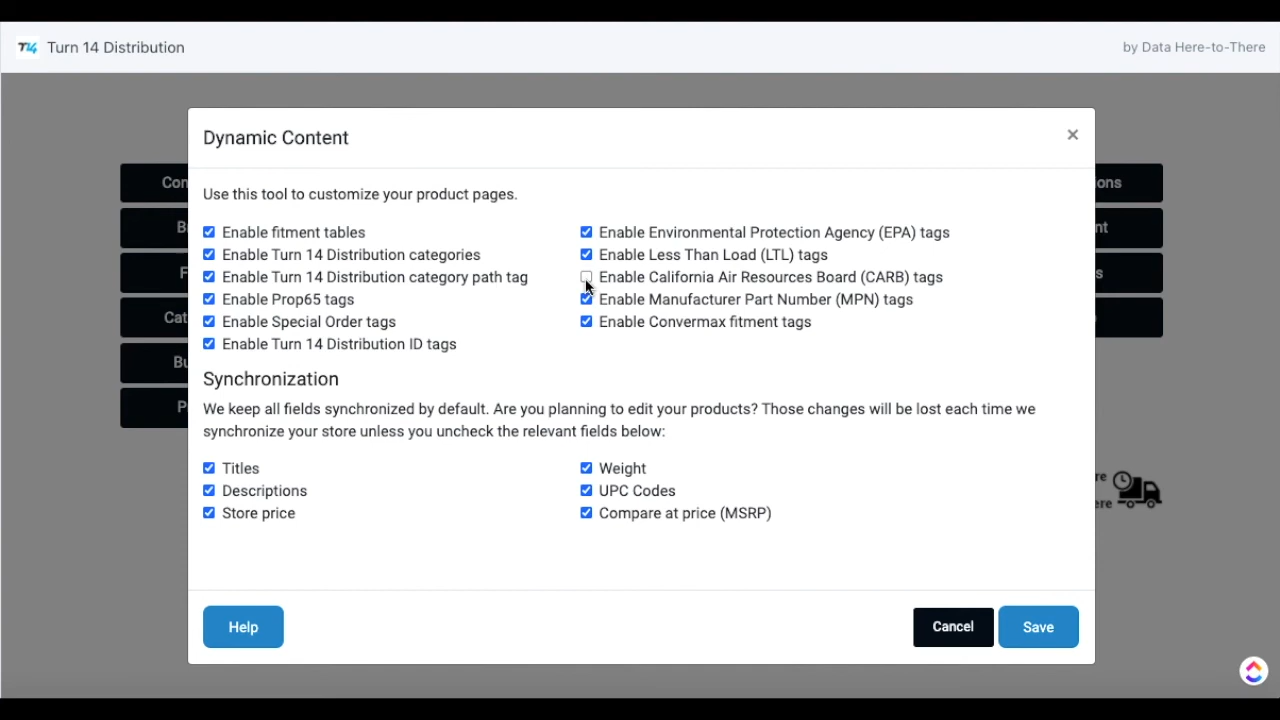 T14 Turn 14 Distribution
by Data Here-to-There
Dynamic Content
×
Use this tool to customize your product pages.
Enable fitment tables
Enable Turn 14 Distribution categories
Enable Turn 14 Distribution category path tag
Enable Prop65 tags
Enable Special Order tags
Enable Turn 14 Distribution ID tags
Enable Environmental Protection Agency (EPA) tags
Enable Less Than Load (LTL) tags
Enable California Air Resources Board (CARB) tags
Enable Manufacturer Part Number (MPN) tags
Enable Convermax fitment tags
Synchronization
We keep all fields synchronized by default. Are you planning to edit your products? Those changes will be lost each time we
synchronize your store unless you uncheck the relevant fields below:
Titles
Descriptions
Store price
Weight
UPC Codes
Compare at price (MSRP)
Help
Cancel
Save